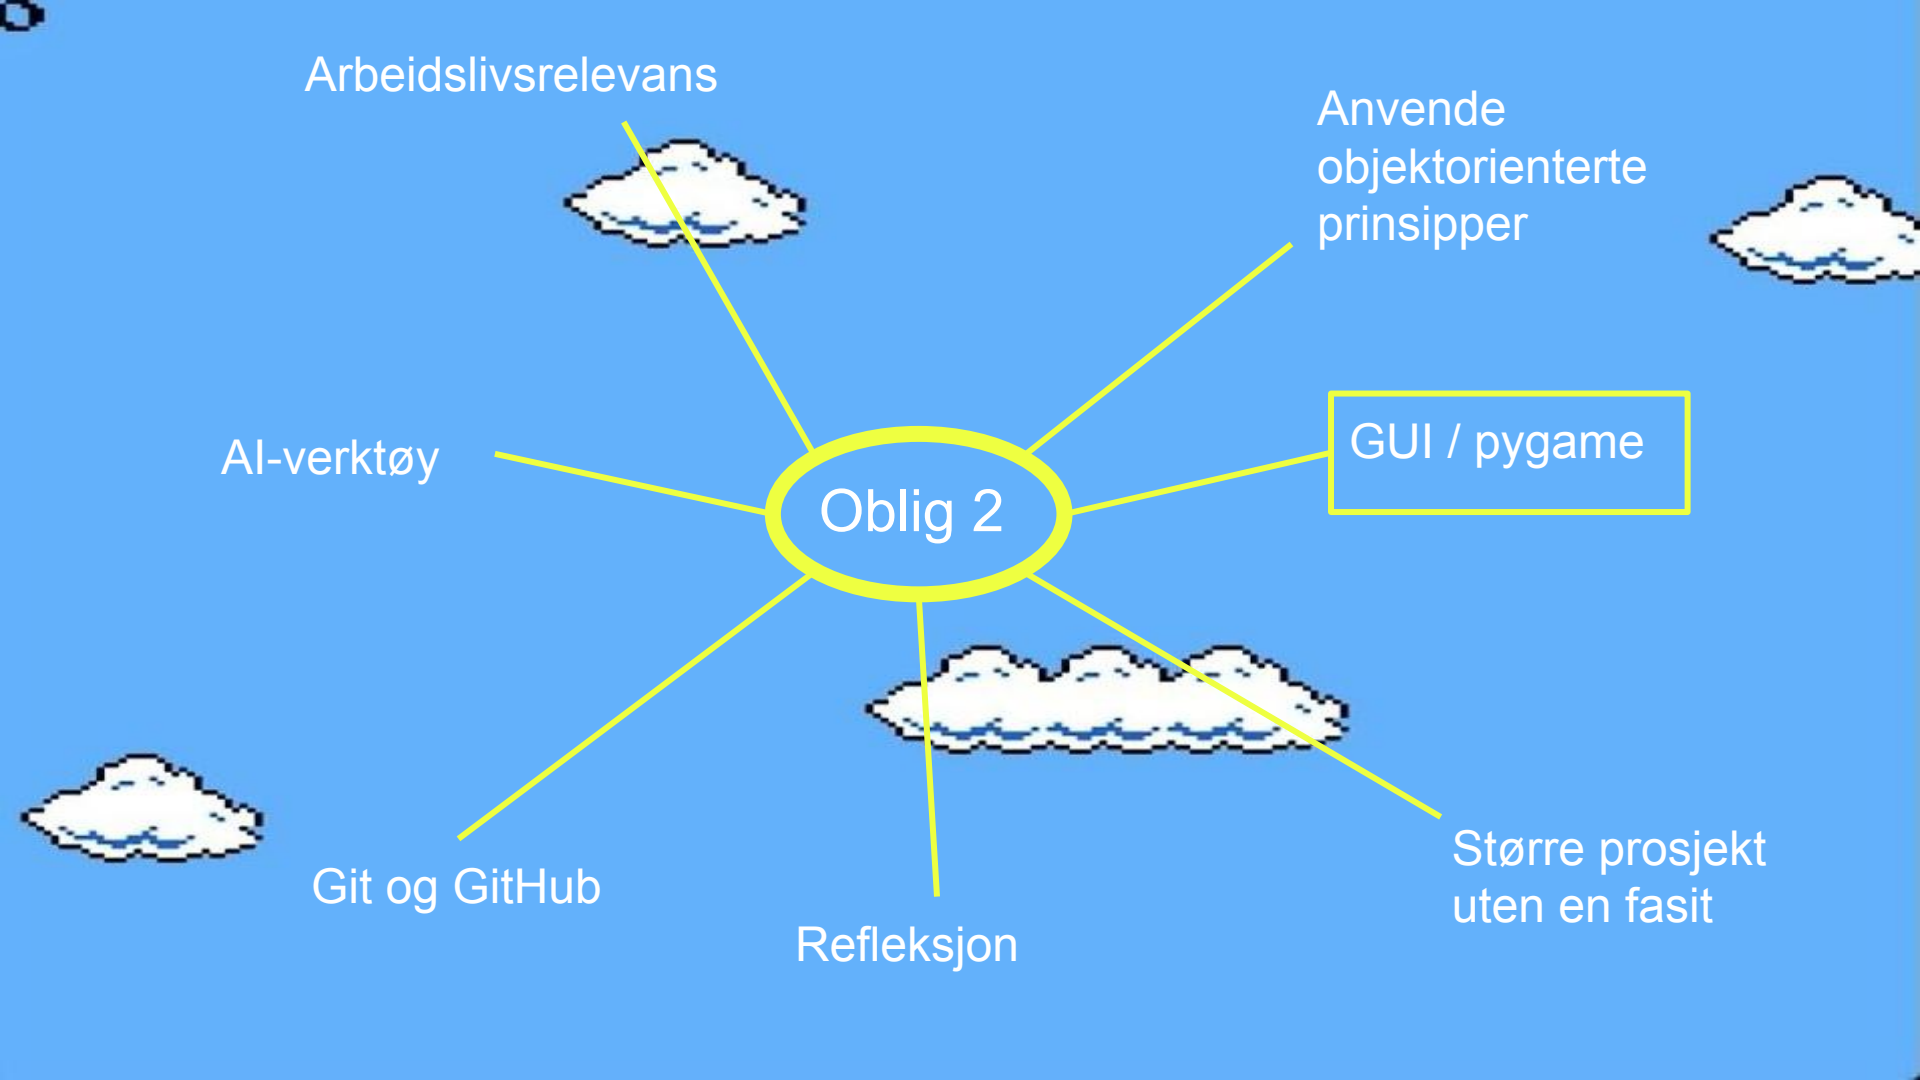 Arbeidslivsrelevans
Anvende
objektorienterte
prinsipper
AI-verktøy
GUI / pygame
Oblig 2
Git og GitHub
Refleksjon
Større prosjekt
uten en fasit